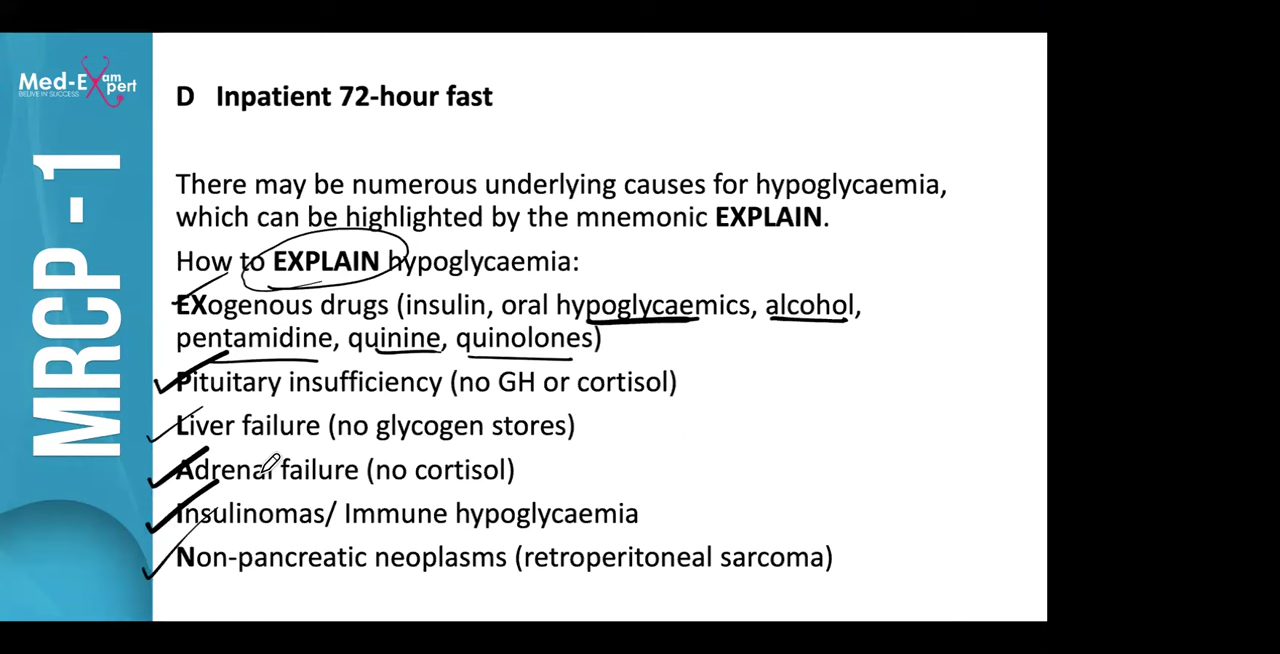 Med-Exam
pert
BELIVE IN SUCCESS
MRCP - 1
D Inpatient 72-hour fast
There may be numerous underlying causes for hypoglycaemia,
which can be highlighted by the mnemonic EXPLAIN.
How to EXPLAIN hypoglycaemia:
EXogenous drugs (insulin, oral hypoglycaemics, alcohol,
pentamidine, quinine, quinolones)
Pituitary insufficiency (no GH or cortisol)
Liver failure (no glycogen stores)
Adrenal failure (no cortisol)
Insulinomas/ Immune hypoglycaemia
Non-pancreatic neoplasms (retroperitoneal sarcoma)